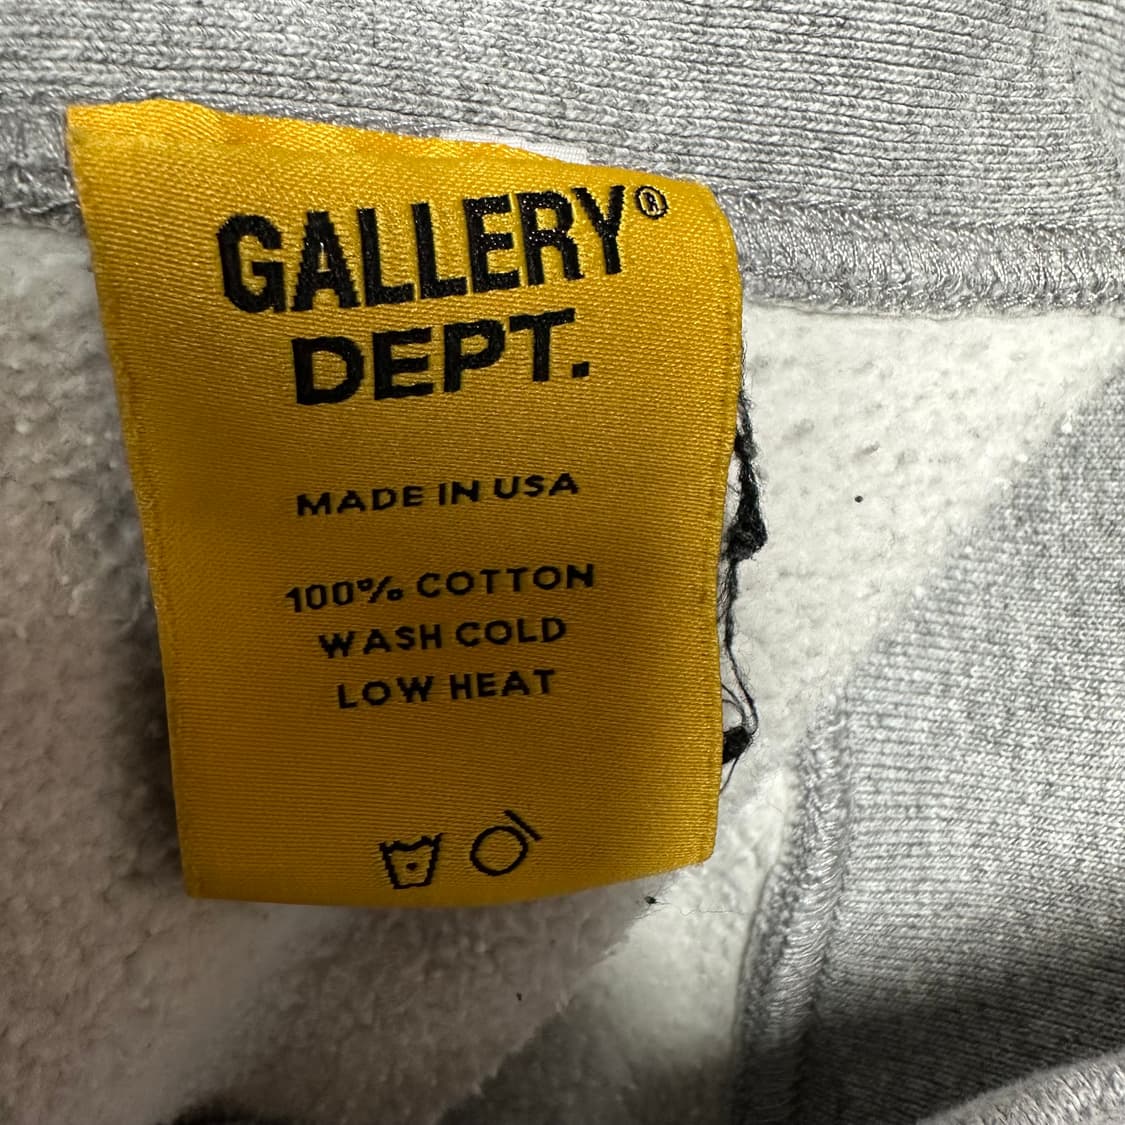 GALLERY®
DEPT.
MADE IN USA
100% COTTON
WASH COLD
LOW HEAT